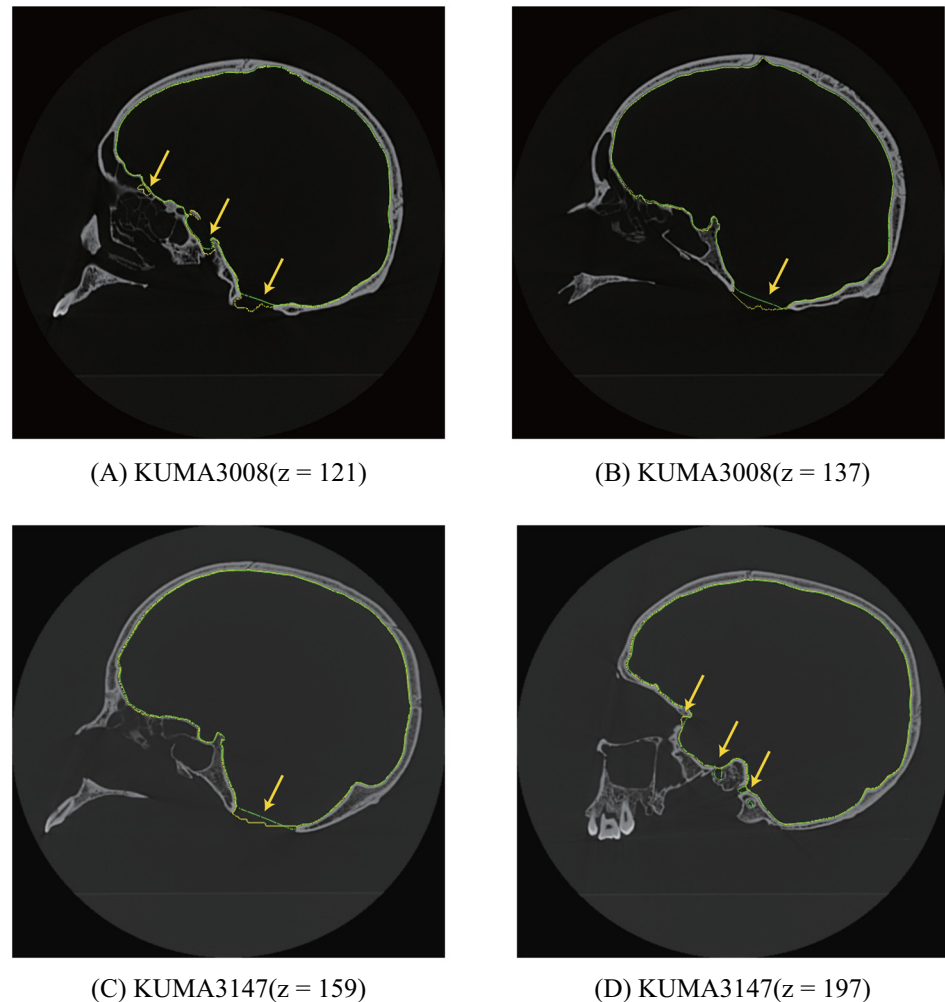 (A) KUMA3008(z = 121)
(B) KUMA3008(z = 137)
(C) KUMA3147(z = 159)
(D) KUMA3147(z = 197)